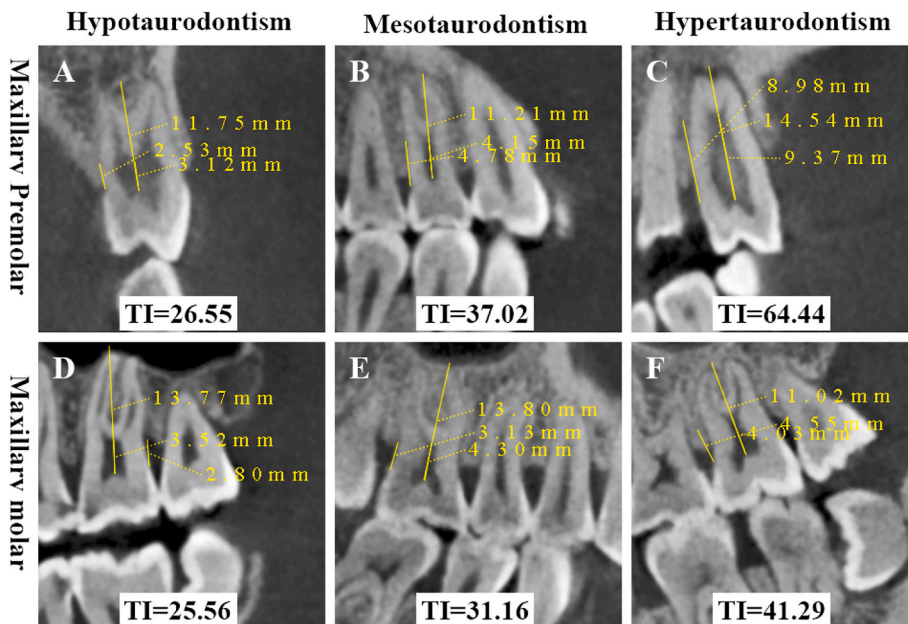 Hypotaurodontism
Mesotaurodontism
Hypertaurodontism
Maxillary Premolar
A
11.75mm
2.53mm
3.12mm
TI=26.55
B
11.21mm
4.15mm
4.78mm
TI=37.02
C
8.98mm
14.54mm
9.37mm
TI=64.44
Maxillary molar
D
13.77mm
3.52mm
2.80mm
TI=25.56
E
13.80mm
3.13mm
4.30mm
TI=31.16
F
11.02mm
4.55mm
4.03mm
TI=41.29